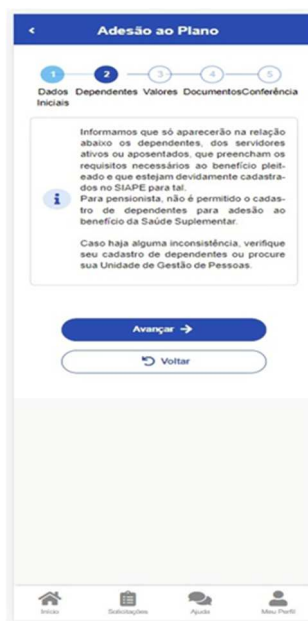 Adesão ao Plano
1 2 3 4 5
Dados Iniciais
Dependentes
Valores
Documentos
Conferência
Informamos que só aparecerão na relação
abaixo os dependentes, dos servidores
ativos ou aposentados, que preencham os
requisitos necessários ao benefício pleit-
eado e que estejam devidamente cadastra-
dos no SIAPE para tal.
Para pensionista, não é permitido o cadas-
tro de dependentes para adesão ao
benefício da Saúde Suplementar.
Caso haja alguma inconsistência, verifique
seu cadastro de dependentes ou procure
sua Unidade de Gestão de Pessoas.
Avançar
Voltar
Início
Solicitações
Ajuda
Meu Perfil